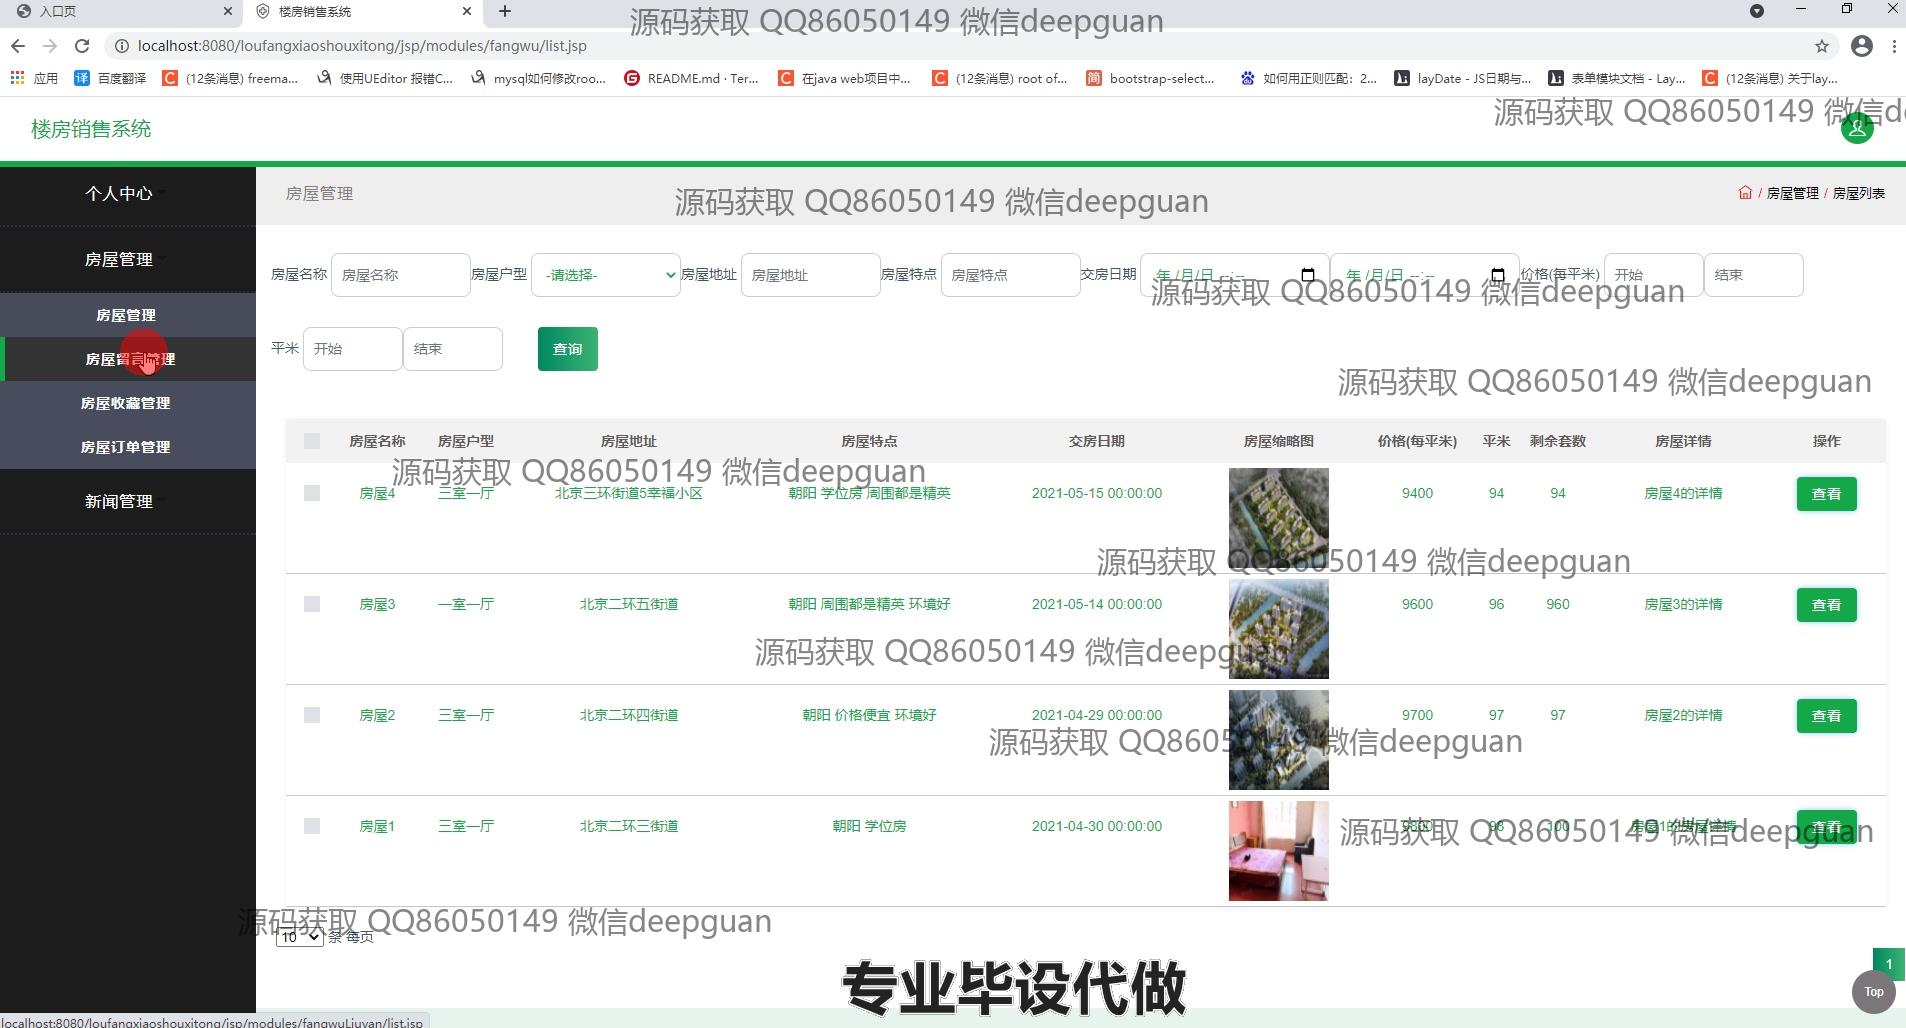 入口页
楼房销售系统
源码获取 QQ86050149 微信deepguan
localhost:8080/loufangxiaoshouxitong/jsp/modules/fangwu/list.jsp
应用 百度翻译 (12条消息) freema... 使用UEditor 报错C... mysql如何修改roo... README.md · Ter... 在java web项目中... (12条消息) root of... bootstrap-select... 如何用正则匹配：2... layDate - JS日期与... 表单模块文档 - Lay... (12条消息) 关于lay...
源码获取 QQ86050149 微信d
楼房销售系统
个人中心
房屋管理
房屋管理
房屋留言管理
房屋收藏管理
房屋订单管理
新闻管理
房屋管理
源码获取 QQ86050149 微信deepguan
/ 房屋管理 / 房屋列表
房屋名称 房屋名称 房屋户型 -请选择- 房屋地址 房屋地址 房屋特点 房屋特点 交房日期 年 /月/日 --:-- 年 /月/日 --:-- 价格(每平米) 开始 结束
源码获取 QQ86050149 微信deepguan
平米 开始 结束 查询
源码获取 QQ86050149 微信deepguan
房屋名称 房屋户型 房屋地址 房屋特点 交房日期 房屋缩略图 价格(每平米) 平米 剩余套数 房屋详情 操作
源码获取 QQ86050149 微信deepguan
房屋4 三室一厅 北京三环街道5幸福小区 朝阳 学位房 周围都是精英 2021-05-15 00:00:00 9400 94 94 房屋4的详情 查看
源码获取 QQ86050149 微信deepguan
房屋3 一室一厅 北京二环五街道 朝阳 周围都是精英 环境好 2021-05-14 00:00:00 9600 96 960 房屋3的详情 查看
源码获取 QQ86050149 微信deepguan
房屋2 三室一厅 北京二环四街道 朝阳 价格便宜 环境好 2021-04-29 00:00:00 9700 97 97 房屋2的详情 查看
源码获取 QQ86050149 微信deepguan
房屋1 三室一厅 北京二环三街道 朝阳 学位房 2021-04-30 00:00:00 9800 98 100 房屋1的房屋详情 查看
源码获取 QQ86050149 微信deepguan
源码获取 QQ86050149 微信deepguan
10 条 每页
1
专业毕设代做
Top
localhost:8080/loufangxiaoshouxitong/jsp/modules/fangwuLiuyan/list.jsp